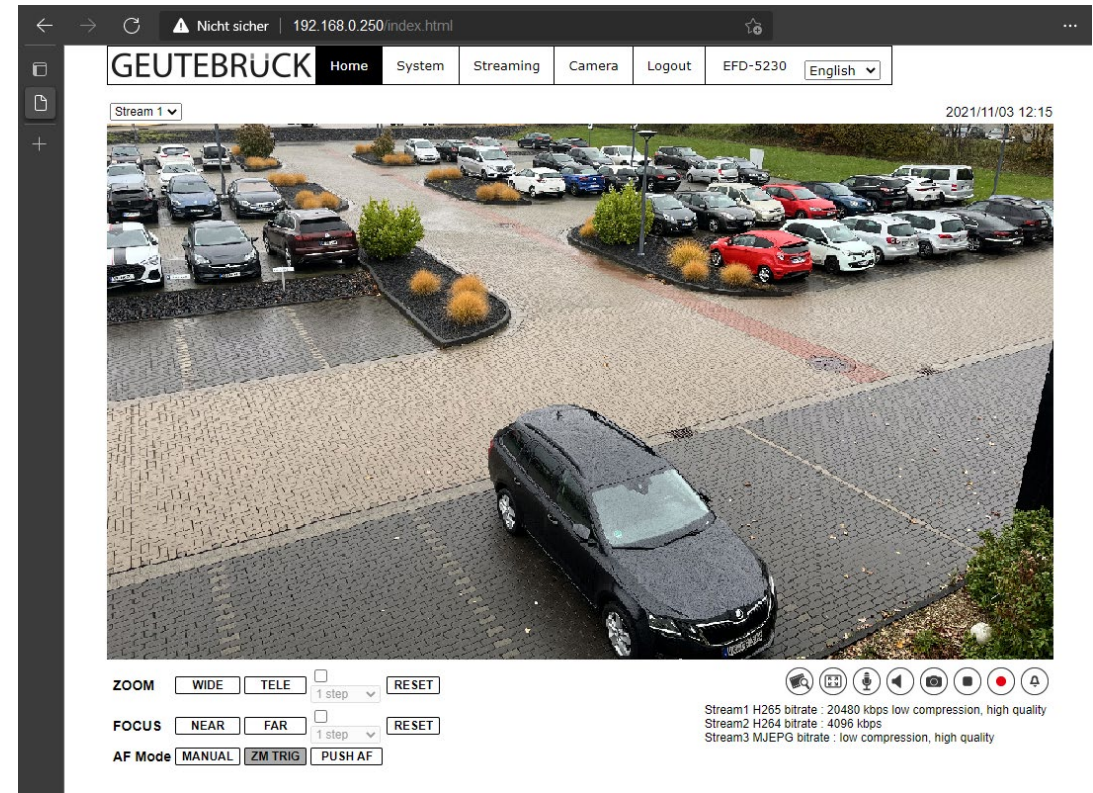 Nicht sicher 192.168.0.250/index.html
GEUTEBRÜCK Home System Streaming Camera Logout EFD-5230 English
Stream 1 2021/11/03 12:15
ZOOM WIDE TELE 1 step RESET
FOCUS NEAR FAR 1 step RESET
AF Mode MANUAL ZM TRIG PUSH AF
Stream1 H265 bitrate : 20480 kbps low compression, high quality
Stream2 H264 bitrate : 4096 kbps
Stream3 MJEPG bitrate : low compression, high quality